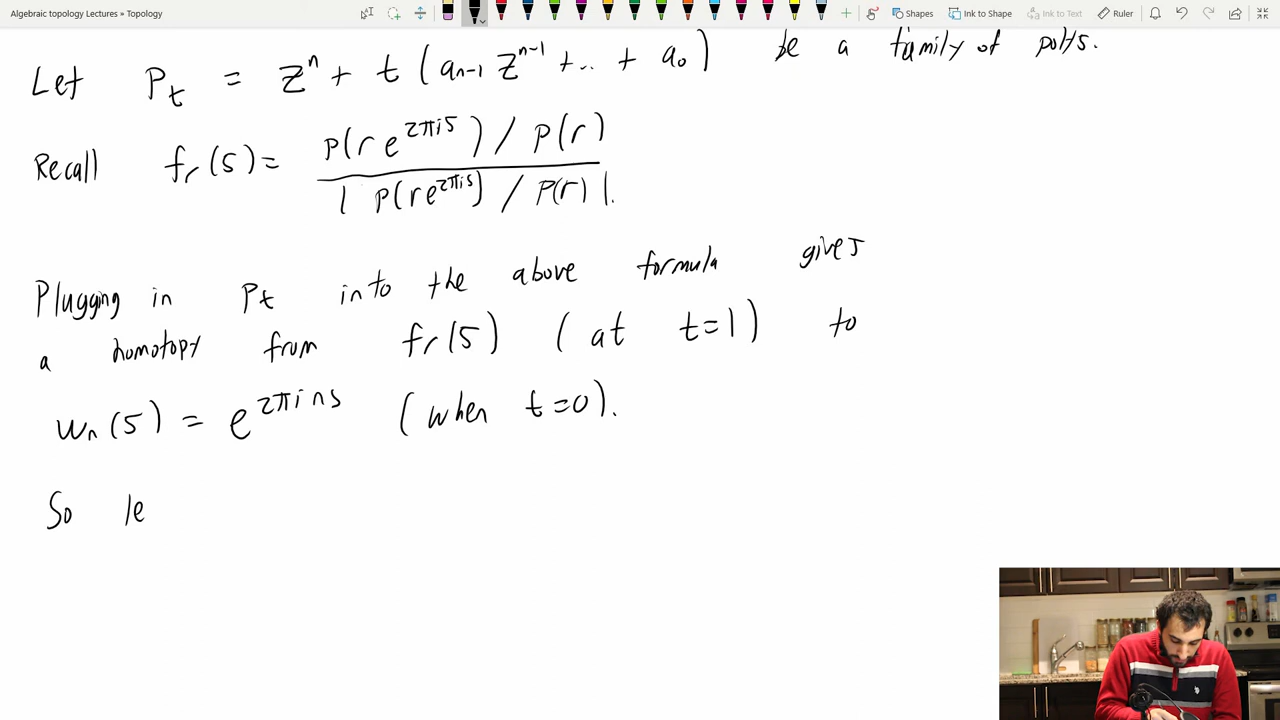 Algebraic topology Lectures » Topology
Shapes Ink to Shape Ink to Text Ruler
Let P_t = z^n + t (a_{n-1} z^{n-1} + .. + a_0) be a family of polys.
Recall f_r(s) = \frac{P(re^{2πis}) / P(r)}{| P(re^{2πis}) / P(r) |}.
Plugging in P_t into the above formula gives
a homotopy from f_r(s) (at t=1) to
w_n(s) = e^{2πins} (when t=0).
So le